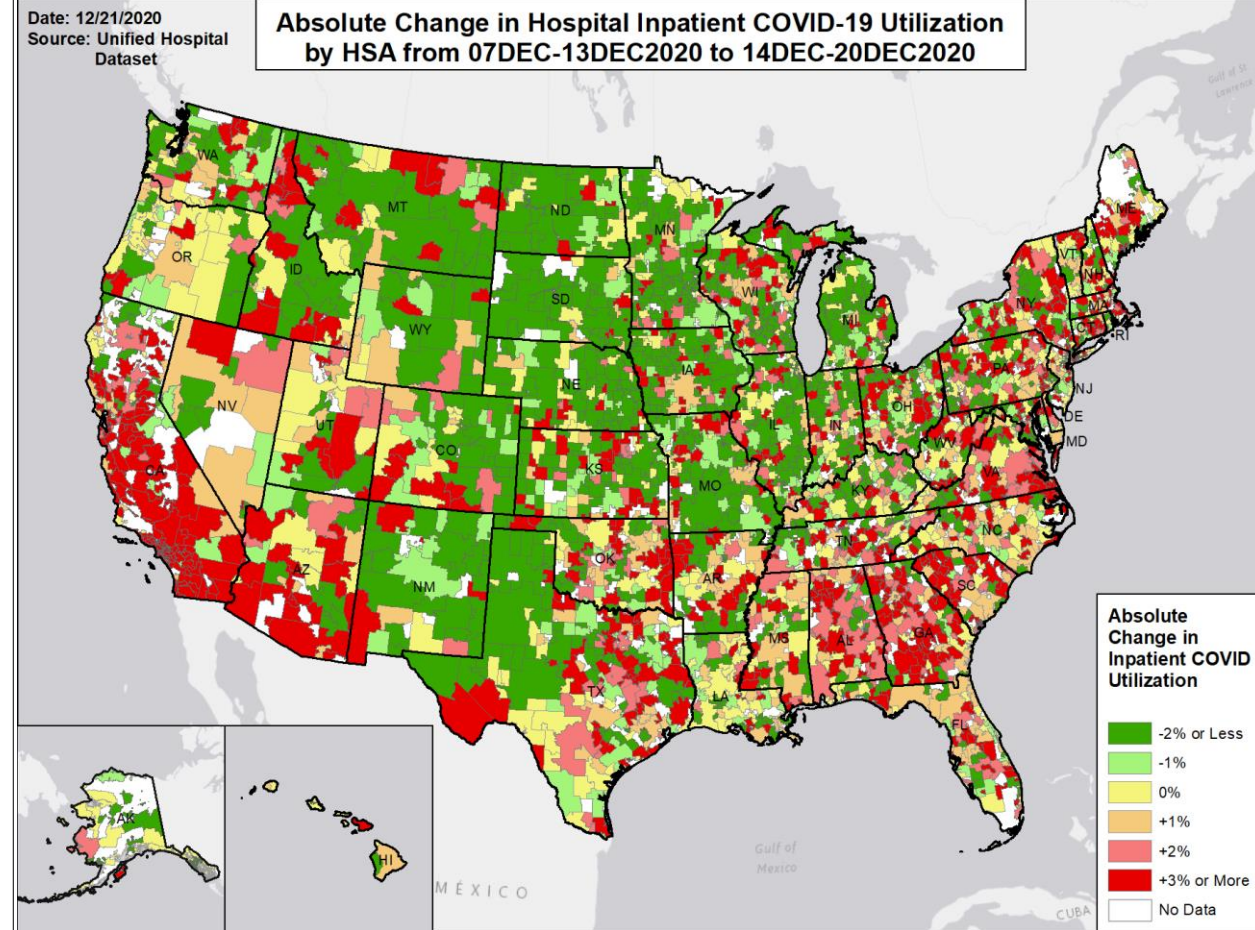 Date: 12/21/2020
Source: Unified Hospital
Dataset
Absolute Change in Hospital Inpatient COVID-19 Utilization
by HSA from 07DEC-13DEC2020 to 14DEC-20DEC2020
Gulf of St
Lawrence
WA
MT
ND
MN
ME
OR
ID
SD
WI
VT
NH
NY
WY
MI
MA
CT
RI
IA
PA
NE
NJ
NV
UT
OH
IL
IN
DE
MD
CO
WV
VA
CA
KS
MO
KY
NC
TN
OK
AZ
NM
AR
SC
MS
AL
GA
TX
LA
FL
AK
HI
Gulf of
Mexico
MÉXICO
CUBA
Absolute
Change in
Inpatient COVID
Utilization
-2% or Less
-1%
0%
+1%
+2%
+3% or More
No Data